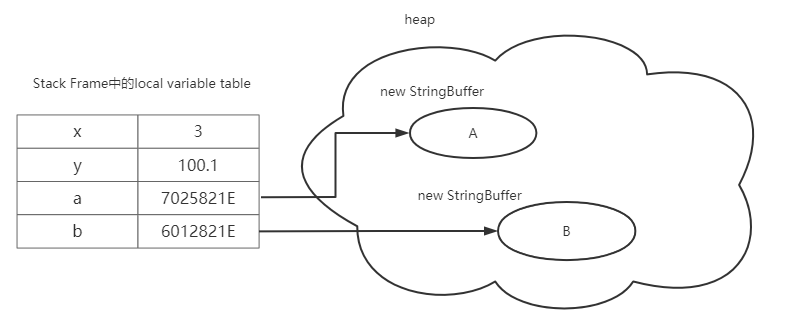 heap
Stack Frame中的local variable table
new StringBuffer
x 3
A
y 100.1
a 7025821E
new StringBuffer
b 6012821E
B